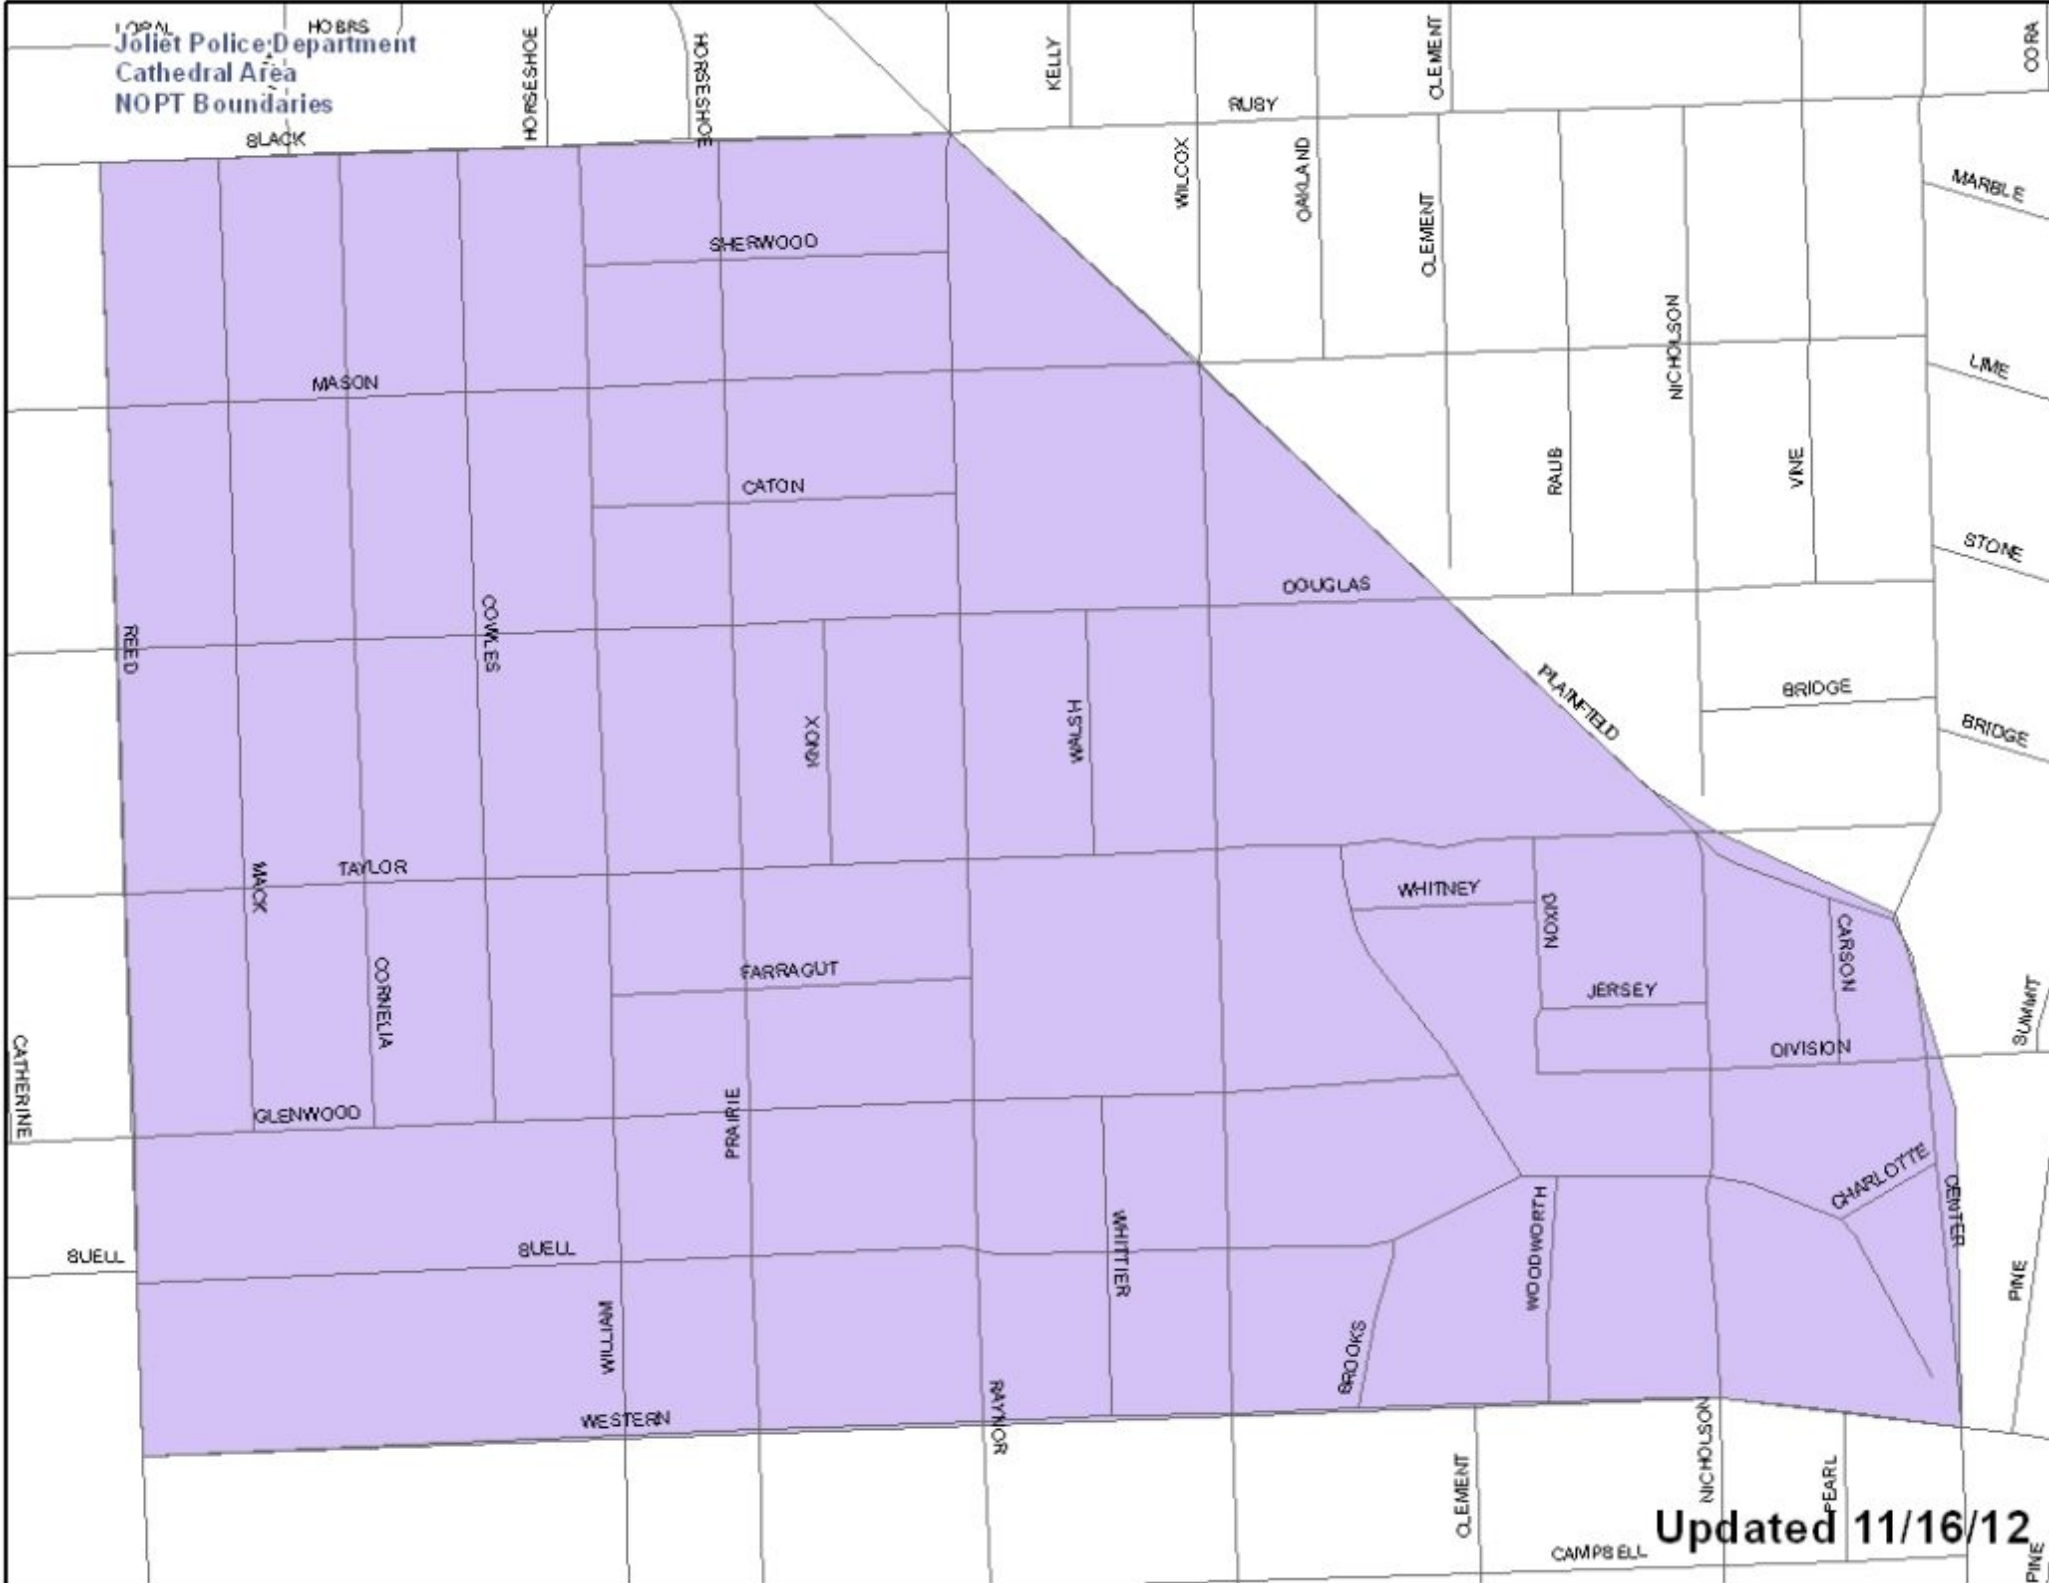 HOBBS
Joliet Police Department
Cathedral Area
NOPT Boundaries
BLACK
HORSESHOE
HORSESHOE
KELLY
RUBY
CLEMENT
CORA
WILCOX
OAKLAND
CLEMENT
MARBLE
SHERWOOD
NICHOLSON
LIME
MASON
CATON
RAUB
VINE
STONE
DOUGLAS
REED
COWLES
PLAINFIELD
BRIDGE
BRIDGE
KNOX
WALSH
MACK
TAYLOR
WHITNEY
DIXON
CARSON
CORNELIA
FARRAGUT
JERSEY
SUMMIT
DIVISION
CATHERINE
GLENWOOD
PRAIRIE
CHARLOTTE
CENTER
BUELL
BUELL
WHITTIER
WOODWORTH
PINE
WILLIAM
BROOKS
WESTERN
RAYNOR
NICHOLSON
CLEMENT
PEARL
Updated 11/16/12
CAMPBELL
PINE